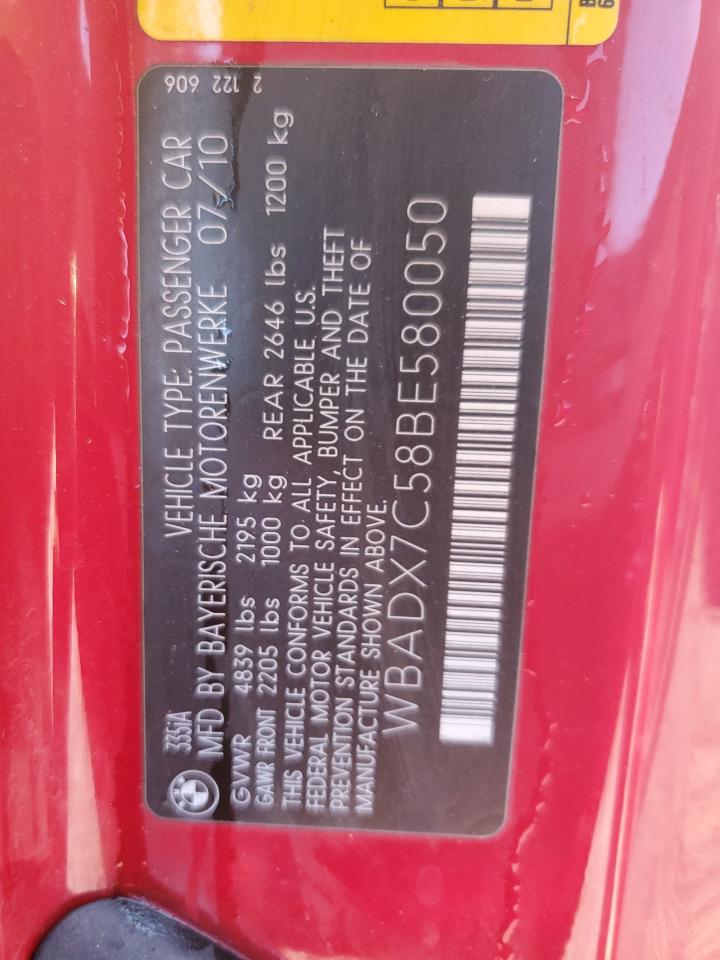 335iA VEHICLE TYPE: PASSENGER CAR 2 122 606
MFD BY BAYERISCHE MOTORENWERKE 07/10
GVWR 4839 lbs 2195 kg
GAWR FRONT 2205 lbs 1000 kg REAR 2646 lbs 1200 kg
THIS VEHICLE CONFORMS TO ALL APPLICABLE U.S.
FEDERAL MOTOR VEHICLE SAFETY, BUMPER AND THEFT
PREVENTION STANDARDS IN EFFECT ON THE DATE OF
MANUFACTURE SHOWN ABOVE.
WBADX7C58BE580050